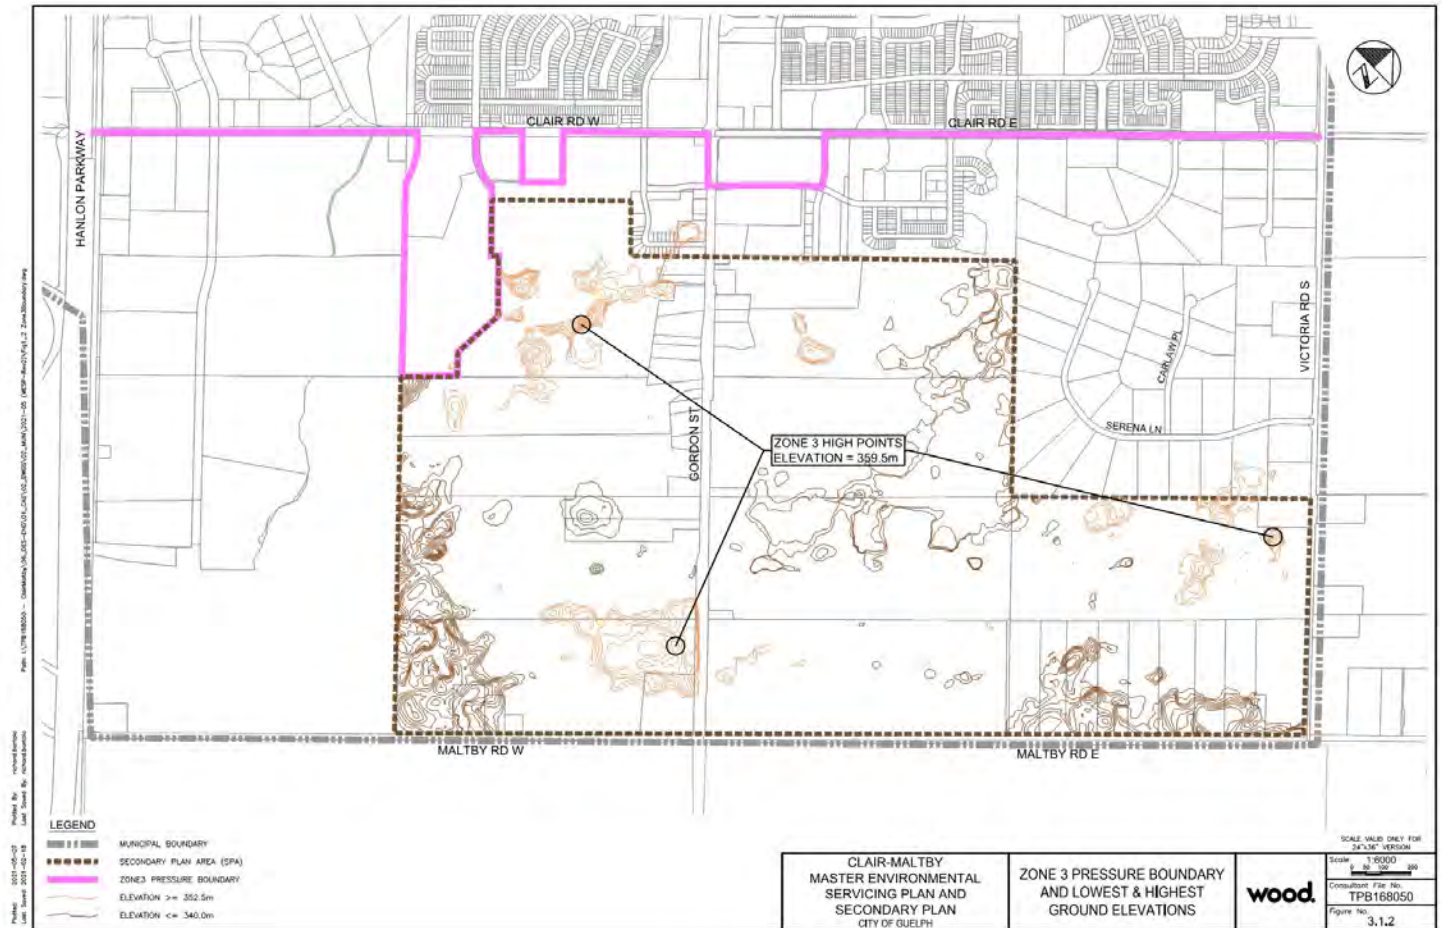 CLAIR RD W
CLAIR RD E
HANLON PARKWAY
GORDON ST
VICTORIA RD S
CARLAW PL
SERENA LN
ZONE 3 HIGH POINTS
ELEVATION = 359.5m
MALTBY RD W
MALTBY RD E
LEGEND
MUNICIPAL BOUNDARY
SECONDARY PLAN AREA (SPA)
ZONE3 PRESSURE BOUNDARY
ELEVATION >= 352.5m
ELEVATION <= 340.0m
CLAIR-MALTBY
MASTER ENVIRONMENTAL
SERVICING PLAN AND
SECONDARY PLAN
CITY OF GUELPH
ZONE 3 PRESSURE BOUNDARY
AND LOWEST & HIGHEST
GROUND ELEVATIONS
wood.
SCALE VALID ONLY FOR
24"x36" VERSION
Scale 1:6000
Consultant File No.
TPB168050
Figure No.
3.1.2